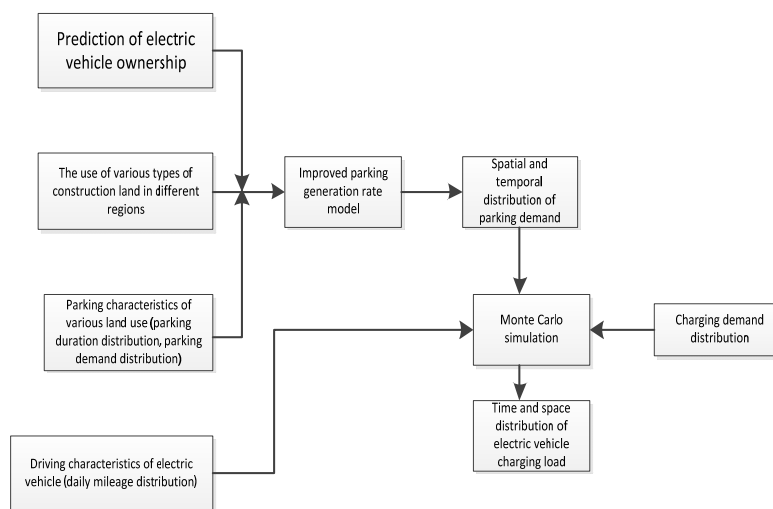 Prediction of electric
vehicle ownership
The use of various types of
construction land in different
regions
Improved parking
generation rate
model
Spatial and
temporal
distribution of
parking demand
Parking characteristics of
various land use (parking
duration distribution, parking
demand distribution)
Monte Carlo
simulation
Charging demand
distribution
Time and space
distribution of
electric vehicle
charging load
Driving characteristics of electric
vehicle (daily mileage distribution)